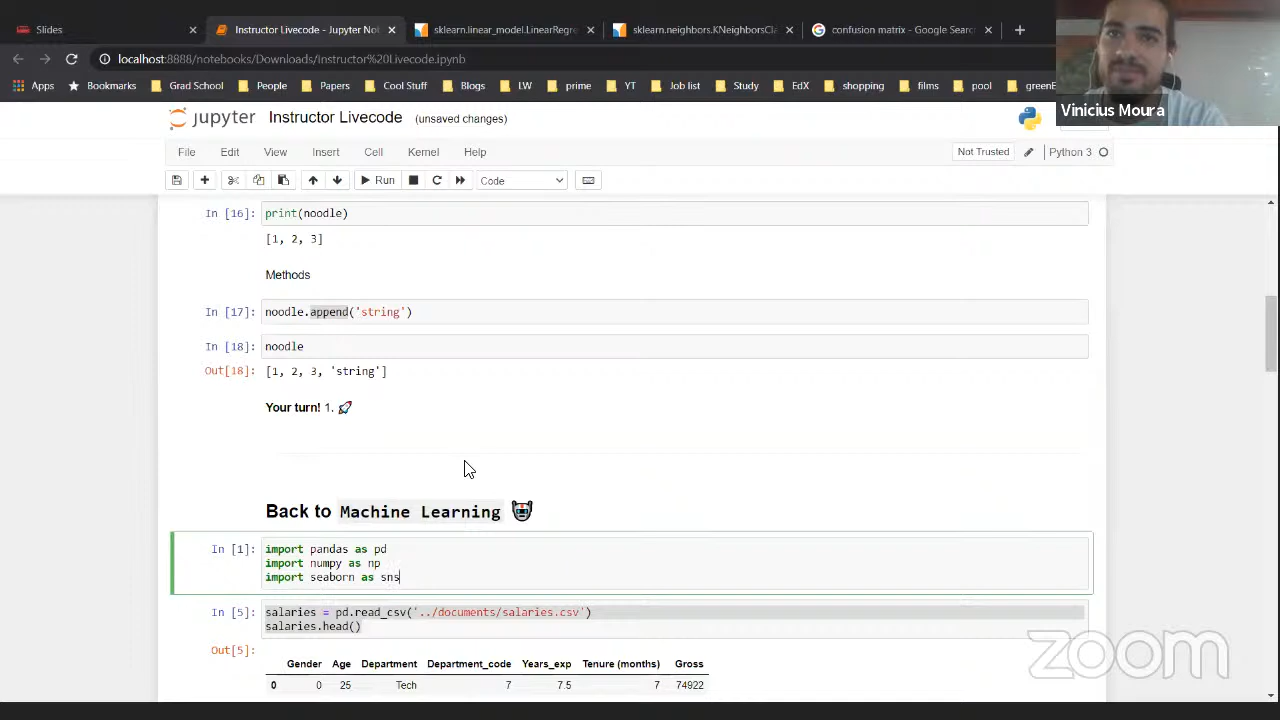 Slides
Instructor Livecode - Jupyter Not
sklearn.linear_model.LinearRegre
sklearn.neighbors.KNeighborsCla
confusion matrix - Google Searc
localhost:8888/notebooks/Downloads/Instructor%20Livecode.ipynb
Apps
Bookmarks
Grad School
People
Papers
Cool Stuff
Blogs
LW
prime
YT
Job list
Study
EdX
shopping
films
pool
greenE
Vinicius Moura
jupyter Instructor Livecode (unsaved changes)
File Edit View Insert Cell Kernel Help
Not Trusted
Python 3
Run
Code
In [16]: print(noodle)
[1, 2, 3]
Methods
In [17]: noodle.append('string')
In [18]: noodle
Out[18]: [1, 2, 3, 'string']
Your turn! 1. 🚀
Back to Machine Learning 🤖
In [1]: import pandas as pd
import numpy as np
import seaborn as sns
In [5]: salaries = pd.read_csv('../documents/salaries.csv')
salaries.head()
Out[5]:
Gender Age Department Department_code Years_exp Tenure (months) Gross
0 0 25 Tech 7 7.5 7 74922
zoom